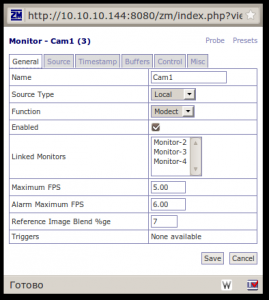 ZM http://10.10.10.144:8080/zm/index.php?vie
Monitor - Cam1 (3) Probe Presets
General Source Timestamp Buffers Control Misc
Name Cam1
Source Type Local
Function Modect
Enabled
Linked Monitors Monitor-2
Monitor-3
Monitor-4
Maximum FPS 5.00
Alarm Maximum FPS 6.00
Reference Image Blend %ge 7
Triggers None available
Save Cancel
Готово W